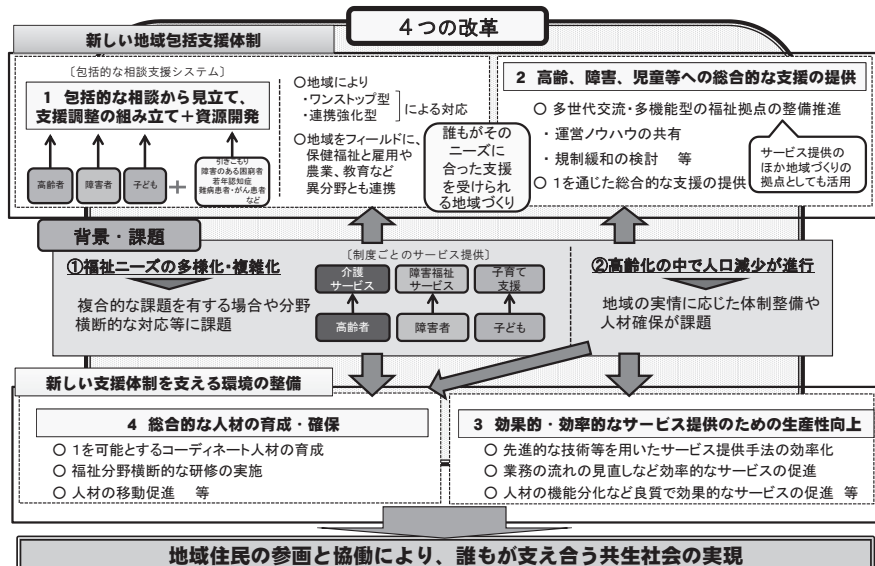 4つの改革
新しい地域包括支援体制
〔包括的な相談支援システム〕
1 包括的な相談から見立て、
支援調整の組み立て＋資源開発
高齢者
障害者
子ども
＋
引きこもり
障害のある困窮者
若年認知症
難病患者・がん患者
など
○地域により
・ワンストップ型
・連携強化型
による対応
○地域をフィールドに、
保健福祉と雇用や
農業、教育など
異分野とも連携
誰もがその
ニーズに
合った支援
を受けられ
る地域づくり
2 高齢、障害、児童等への総合的な支援の提供
○ 多世代交流・多機能型の福祉拠点の整備推進
・運営ノウハウの共有
・規制緩和の検討 等
○ 1を通じた総合的な支援の提供
サービス提供の
ほか地域づくりの
拠点としても活用
背景・課題
①福祉ニーズの多様化・複雑化
複合的な課題を有する場合や分野
横断的な対応等に課題
〔制度ごとのサービス提供〕
介護
サービス
障害福祉
サービス
子育て
支援
高齢者
障害者
子ども
②高齢化の中で人口減少が進行
地域の実情に応じた体制整備や
人材確保が課題
新しい支援体制を支える環境の整備
4 総合的な人材の育成・確保
○ 1を可能とするコーディネート人材の育成
○ 福祉分野横断的な研修の実施
○ 人材の移動促進 等
3 効果的・効率的なサービス提供のための生産性向上
○ 先進的な技術等を用いたサービス提供手法の効率化
○ 業務の流れの見直しなど効率的なサービスの促進
○ 人材の機能分化など良質で効果的なサービスの促進 等
地域住民の参画と協働により、誰もが支え合う共生社会の実現